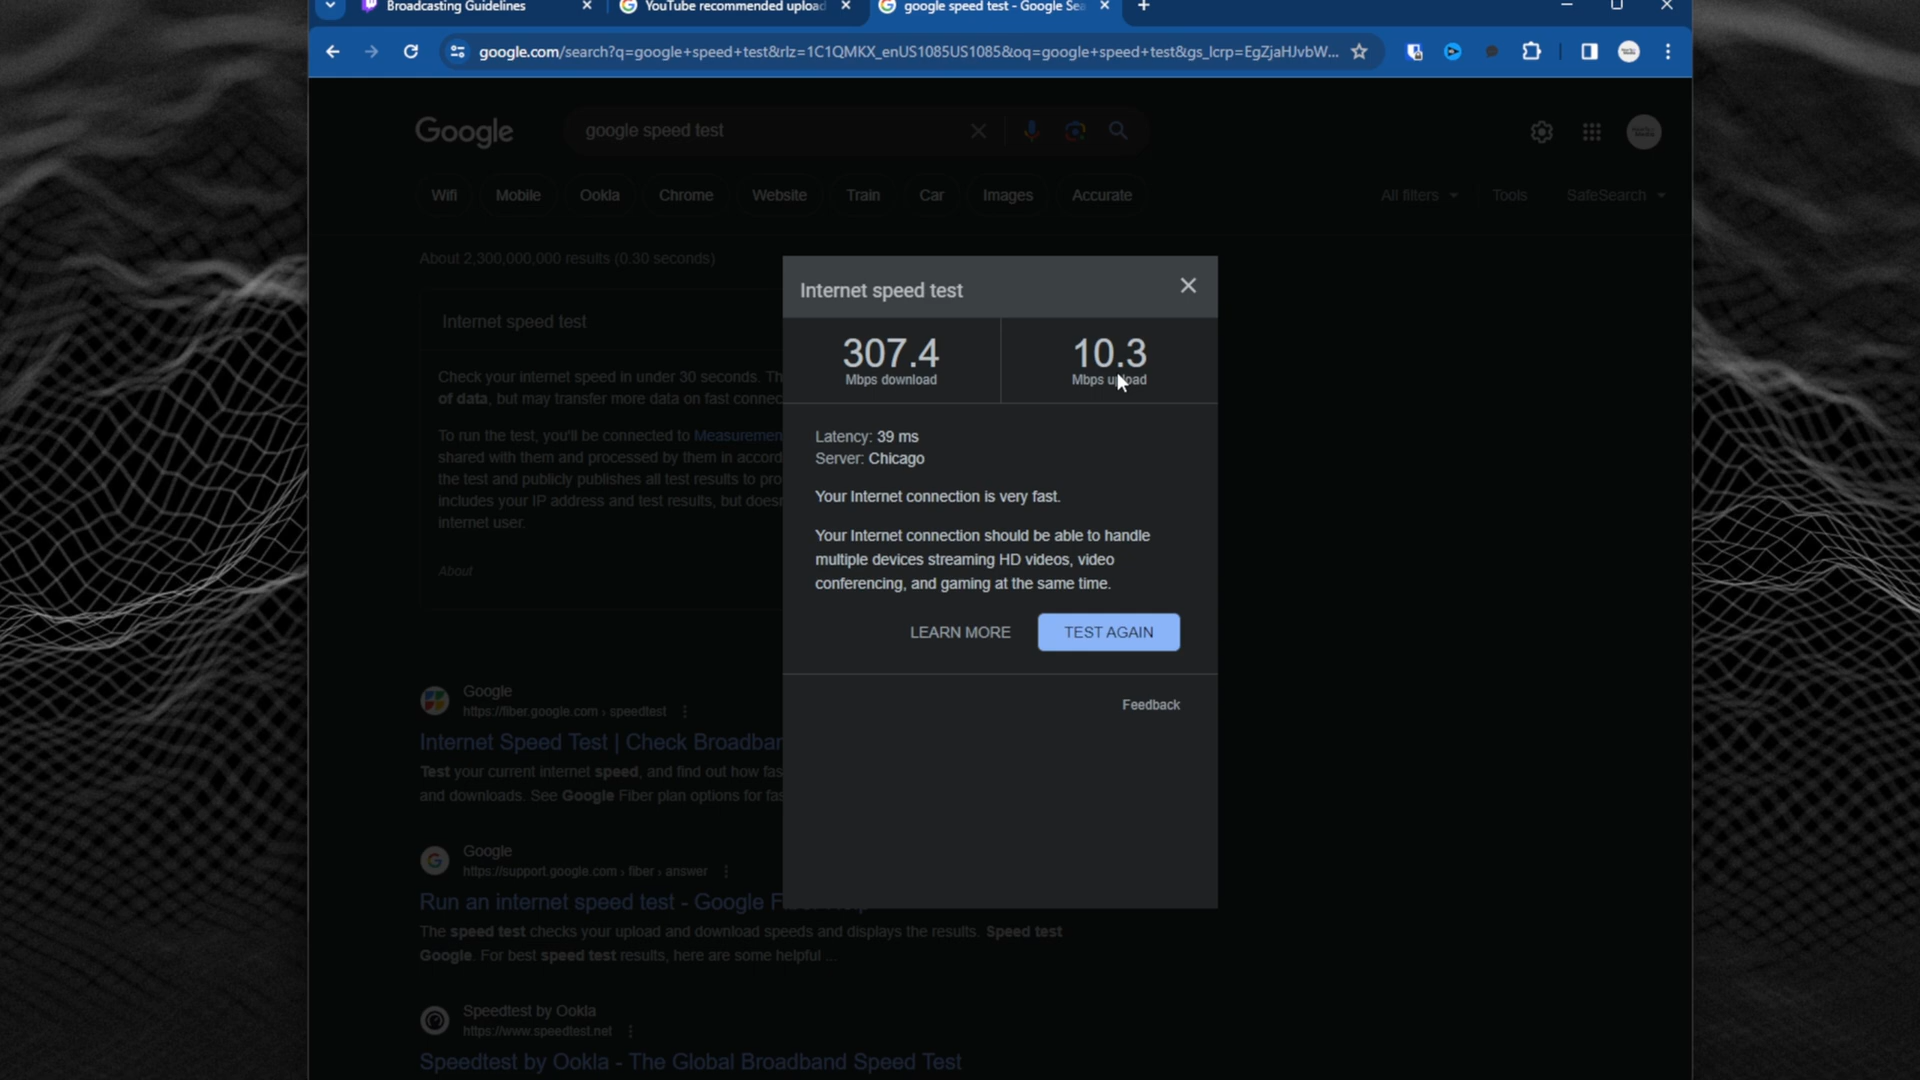 Broadcasting Guidelines
YouTube recommended upload
google speed test - Google Sea
google.com/search?q=google+speed+test&rlz=1C1QMKX_enUS1085US1085&oq=google+speed+test&gs_lcrp=EgZjaHJvbW...
Google
google speed test
Wifi
Mobile
Ookla
Chrome
Website
Train
Car
Images
Accurate
All filters
Tools
SafeSearch
About 2,300,000,000 results (0.30 seconds)
Internet speed test
Check your internet speed in under 30 seconds. Th
of data, but may transfer more data on fast connec
To run the test, you'll be connected to Measuremen
shared with them and processed by them in accord
the test and publicly publishes all test results to pro
includes your IP address and test results, but doesn
internet user.
About
Internet speed test
307.4
Mbps download
10.3
Mbps upload
Latency: 39 ms
Server: Chicago
Your Internet connection is very fast.
Your Internet connection should be able to handle
multiple devices streaming HD videos, video
conferencing, and gaming at the same time.
LEARN MORE
TEST AGAIN
Feedback
Google
https://fiber.google.com › speedtest
Internet Speed Test | Check Broadban
Test your current internet speed, and find out how fas
and downloads. See Google Fiber plan options for fas
Google
https://support.google.com › fiber › answer
Run an internet speed test - Google
The speed test checks your upload and download speeds and displays the results. Speed test
Google. For best speed test results, here are some helpful ...
Speedtest by Ookla
https://www.speedtest.net
Speedtest by Ookla - The Global Broadband Speed Test